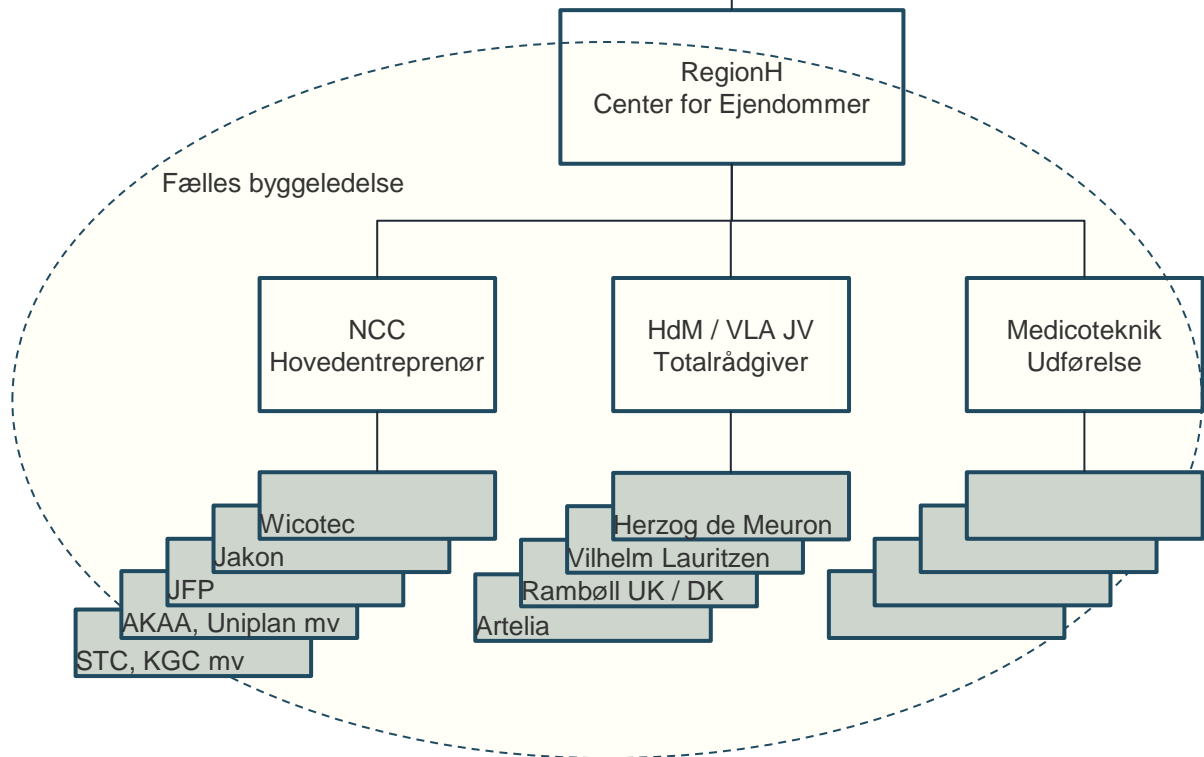 RegionH
Center for Ejendommer
Fælles byggeledelse
NCC
Hovedentreprenør
HdM / VLA JV
Totalrådgiver
Medicoteknik
Udførelse
Wicotec
Jakon
JFP
AKAA, Uniplan mv
STC, KGC mv
Herzog de Meuron
Vilhelm Lauritzen
Rambøll UK / DK
Artelia